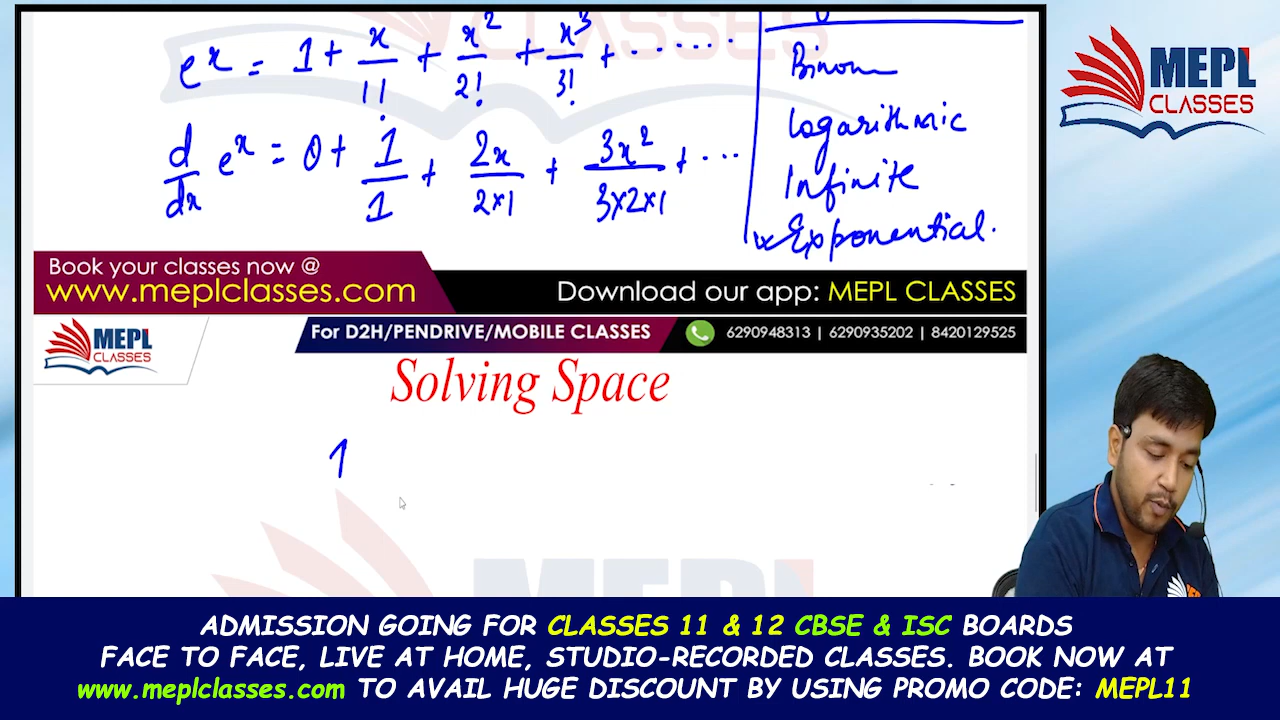 e^x = 1 + x/1! + x^2/2! + x^3/3! + ......
d/dx e^x = 0 + 1/1 + 2x/2×1 + 3x^2/3×2×1 + ...
Binom
Logarithmic
Infinite
Exponential.
MEPL
CLASSES
Book your classes now @
www.meplclasses.com
Download our app: MEPL CLASSES
MEPL
CLASSES
For D2H/PENDRIVE/MOBILE CLASSES
6290948313 | 6290935202 | 8420129525
Solving Space
1
CLASSES
MEPL
ADMISSION GOING FOR CLASSES 11 & 12 CBSE & ISC BOARDS
FACE TO FACE, LIVE AT HOME, STUDIO-RECORDED CLASSES. BOOK NOW AT
www.meplclasses.com TO AVAIL HUGE DISCOUNT BY USING PROMO CODE: MEPL11